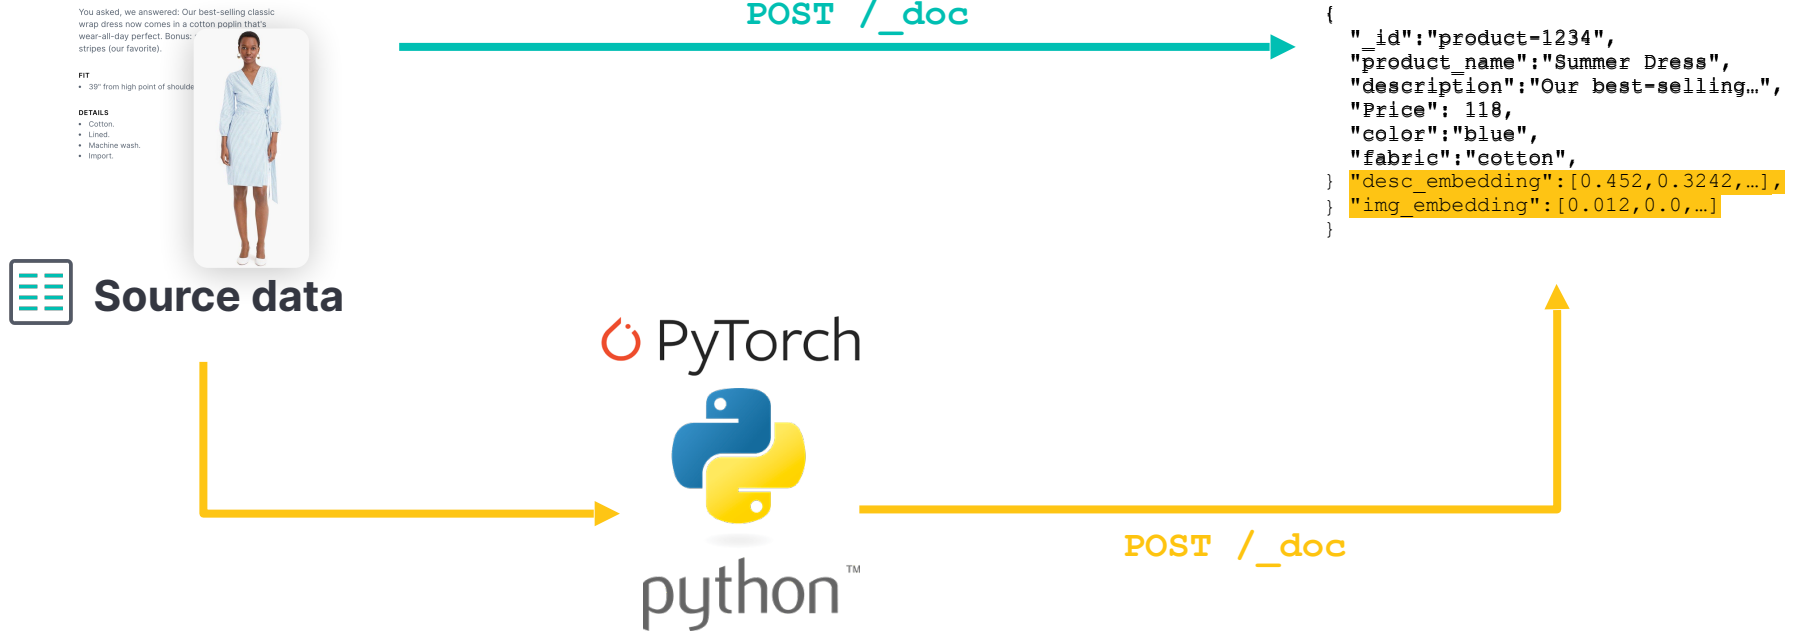 You asked, we answered: Our best-selling classic
wrap dress now comes in a cotton poplin that's
wear-all-day perfect. Bonus:
stripes (our favorite).
FIT
• 39" from high point of shoulde
DETAILS
• Cotton.
• Lined.
• Machine wash.
• Import.
Source data
POST /_doc
PyTorch
python™
POST /_doc
{
"_id":"product-1234",
"product_name":"Summer Dress",
"description":"Our best-selling…",
"Price": 118,
"color":"blue",
"fabric":"cotton",
} "desc_embedding":[0.452,0.3242,…],
} "img_embedding":[0.012,0.0,…]
}